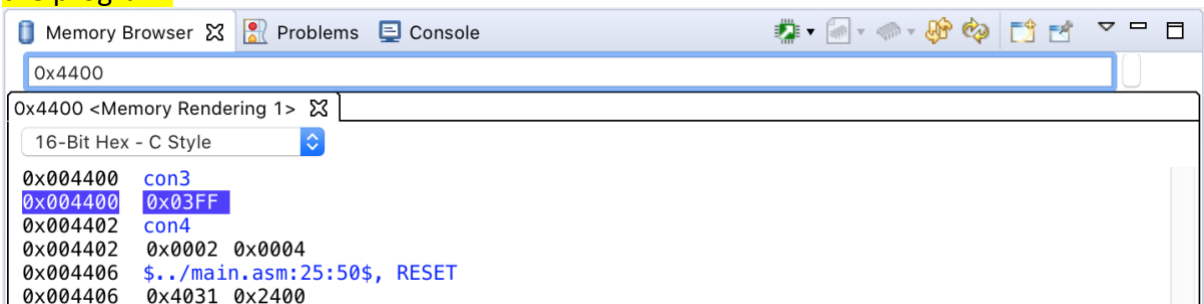 Memory Browser Problems Console
0x4400
0x4400 <Memory Rendering 1>
16-Bit Hex - C Style
0x004400 con3
0x004400 0x03FF
0x004402 con4
0x004402 0x0002 0x0004
0x004406 $../main.asm:25:50$, RESET
0x004406 0x4031 0x2400